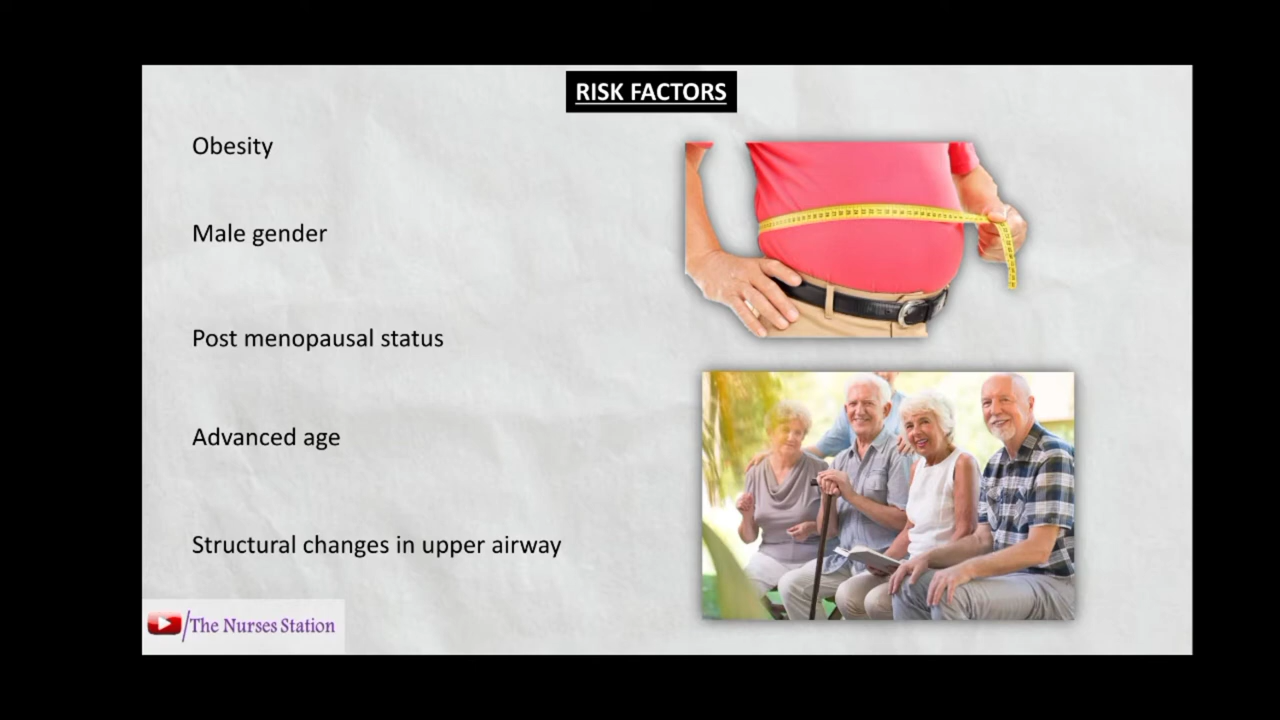 RISK FACTORS
Obesity
Male gender
Post menopausal status
Advanced age
Structural changes in upper airway
The Nurses Station